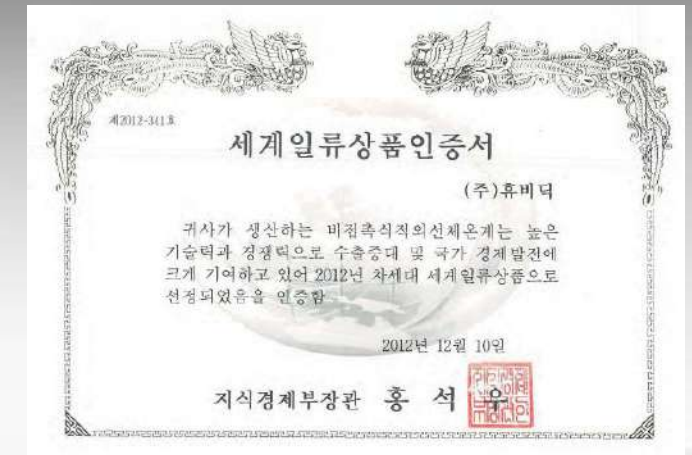 제2012-341호
세계일류상품인증서
(주)휴비딕
귀사가 생산하는 비접촉식적외선체온계는 높은
기술력과 경쟁력으로 수출증대 및 국가 경제발전에
크게 기여하고 있어 2012년 차세대 세계일류상품으로
선정되었음을 인증함
2012년 12월 10일
지식경제부장관 홍 석 우